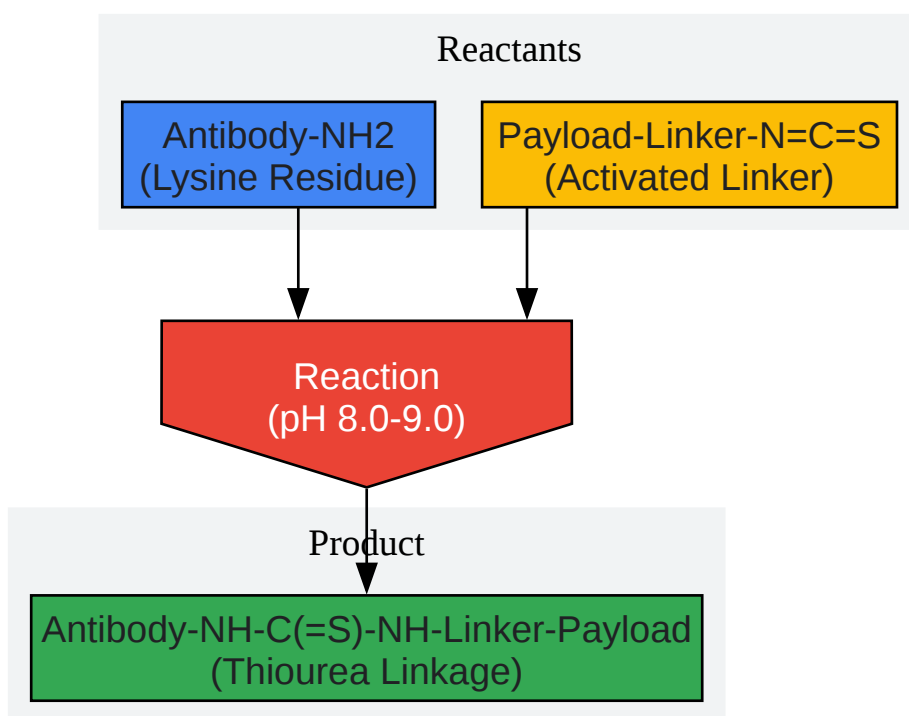 Reactants
Antibody-NH2
(Lysine Residue)
Payload-Linker-N=C=S
(Activated Linker)
Reaction
(pH 8.0-9.0)
Product
Antibody-NH-C(=S)-NH-Linker-Payload
(Thiourea Linkage)